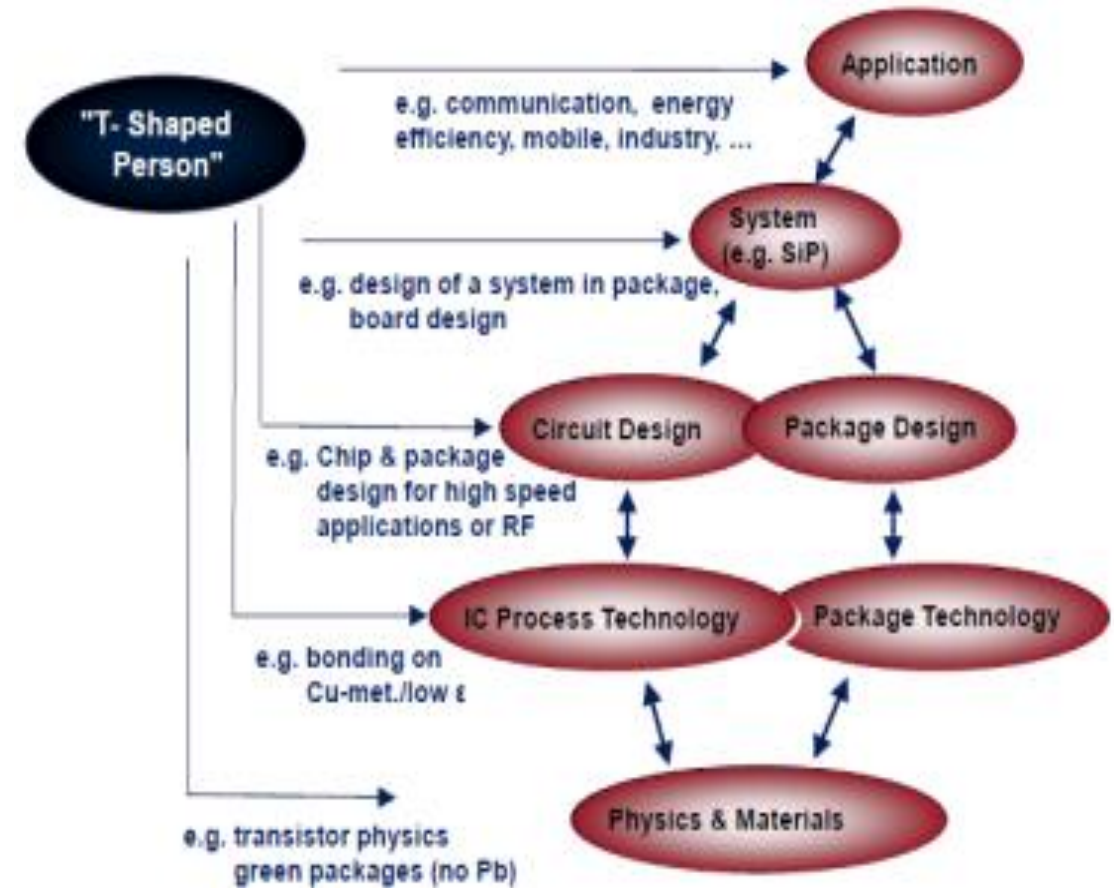 Application
"T- Shaped
Person"
e.g. communication, energy
efficiency, mobile, industry, ...
System
(e.g. SiP)
e.g. design of a system in package,
board design
Circuit Design
Package Design
e.g. Chip & package
design for high speed
applications or RF
IC Process Technology
Package Technology
e.g. bonding on
Cu-met./low ε
Physics & Materials
e.g. transistor physics
green packages (no Pb)